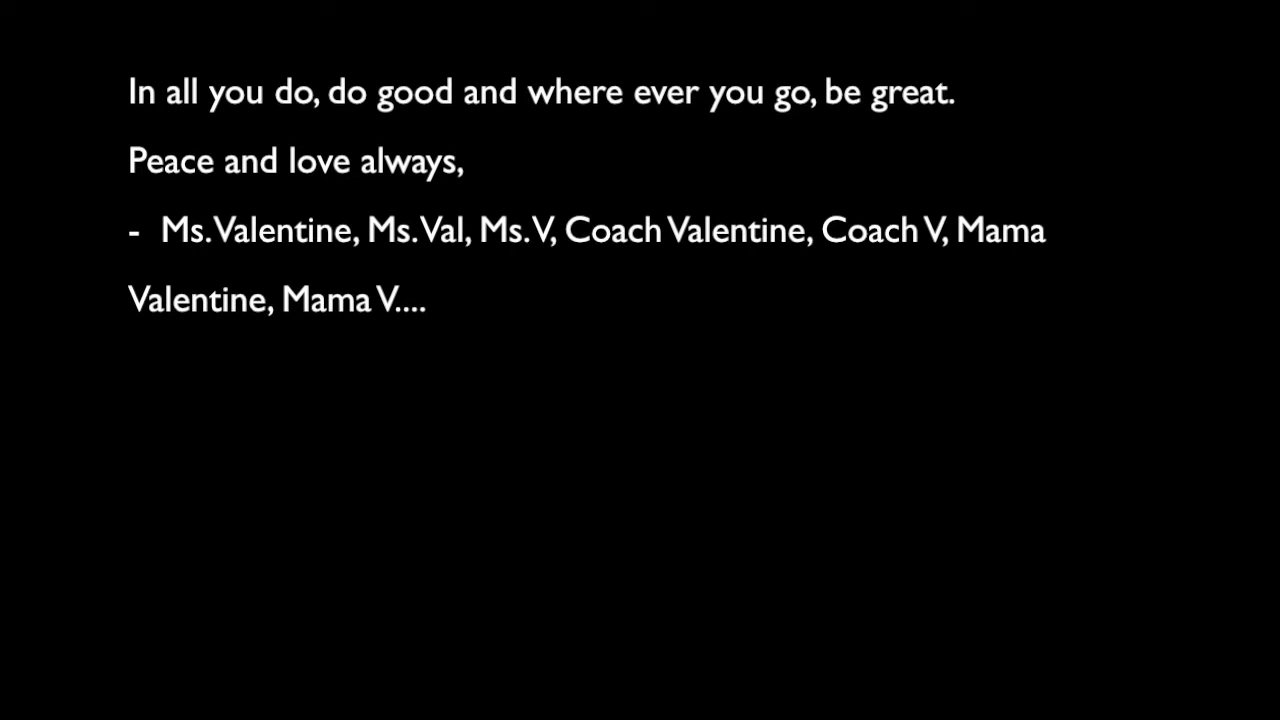 In all you do, do good and where ever you go, be great.
Peace and love always,
- Ms. Valentine, Ms. Val, Ms. V, Coach Valentine, Coach V, Mama
Valentine, Mama V....